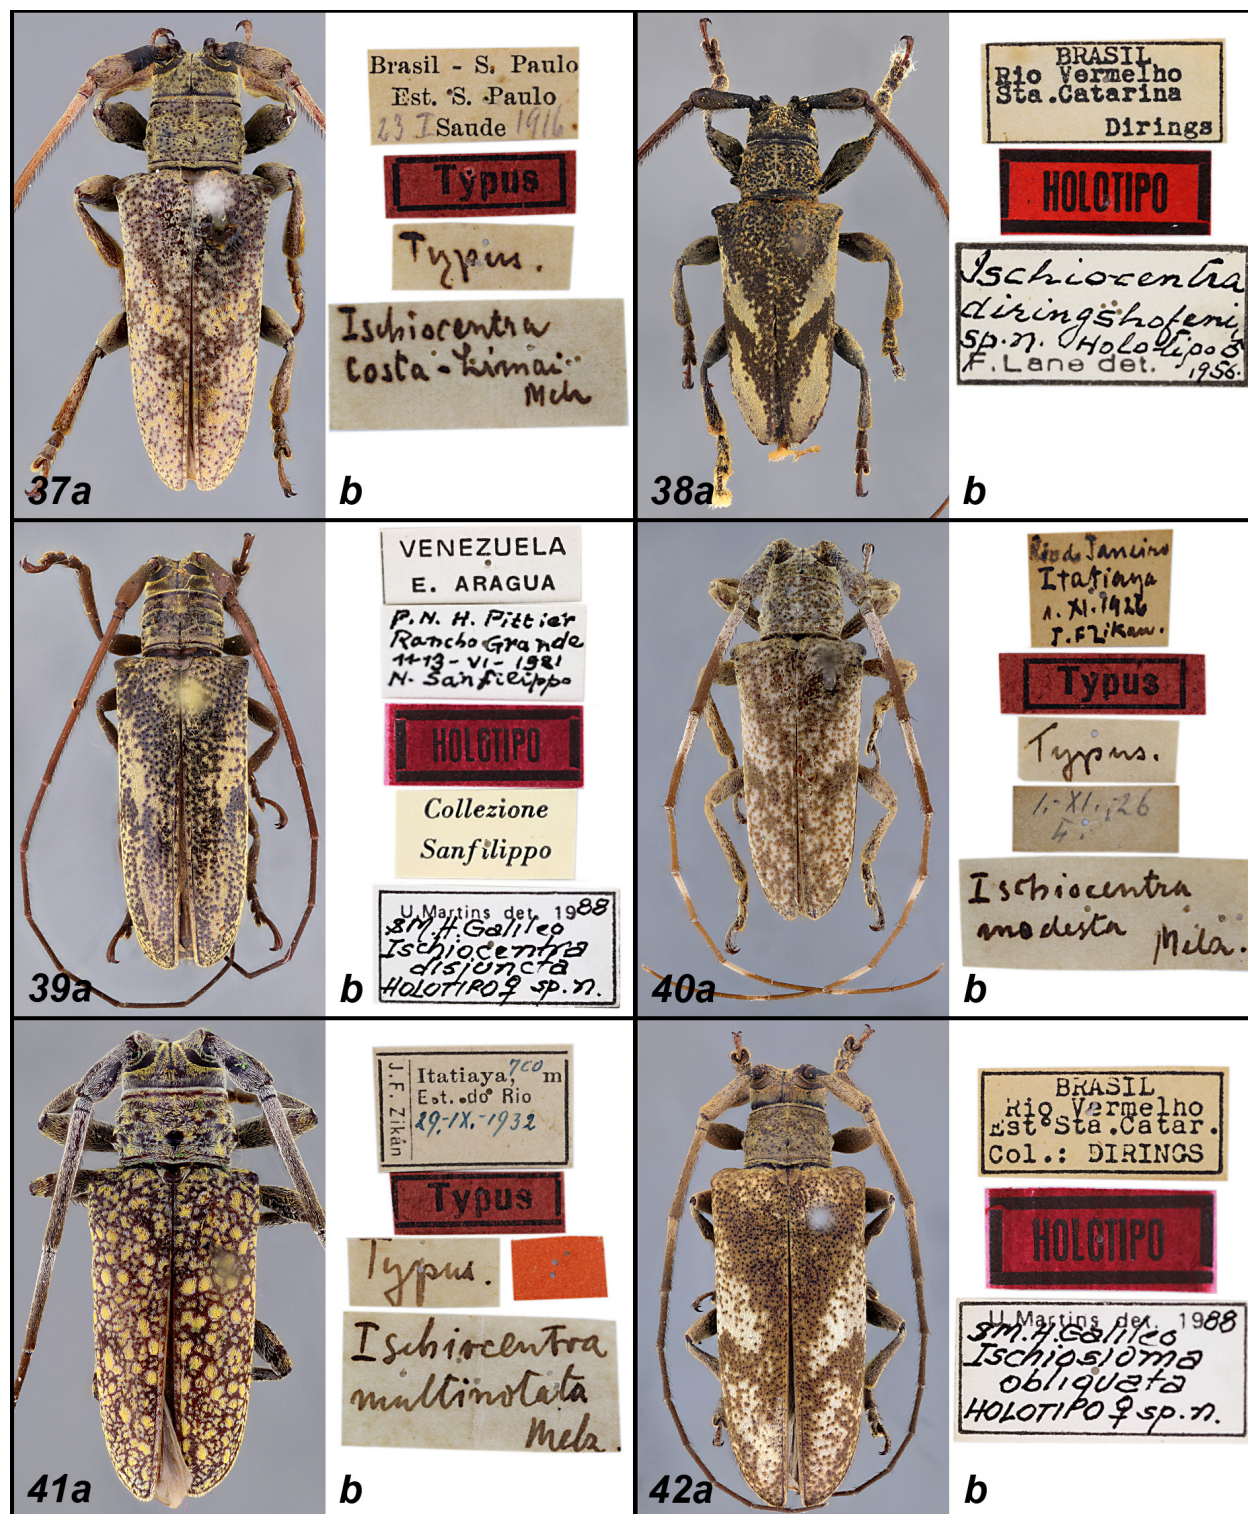 Brasil - S. Paulo
Est. S. Paulo
23 I Saude 1916
Typus
Typus.
Ischiocentra
Costa-Limai
Melz
37a
b
BRASIL
Rio Vermelho
Sta.Catarina
Dirings
HOLOTIPO
Ischiocentra
diringshofeni
sp.n. Holotipo ♂
F. Lane det. 1956.
38a
b
VENEZUELA
E. ARAGUA
P.N. H. Pittier
Rancho Grande
11-13-VI-1981
N. Sanfilippo
HOLOTIPO
Collezione
Sanfilippo
U. Martins det. 1988
& M.H. Galileo
Ischiocentra
disjuncta
HOLOTIPO ♀ sp.n.
39a
b
Rio de Janeiro
Itatiaya
1. XI. 1926
J. F. Zikan.
Typus
Typus.
1.-XI.-26
Ischiocentra
modesta Melz.
40a
b
J. F. Zikán
Itatiaya, 700 m
Est. do Rio
29-IX.-1932
Typus
Typus.
Ischiocentra
multinotata
Melz.
41a
b
BRASIL
Rio Vermelho
Est° Sta.Catar.
Col.: DIRINGS
HOLOTIPO
U. Martins det. 1988
& M.H. Galileo
Ischiosioma
obliquata
HOLOTIPO ♀ sp.n.
42a
b